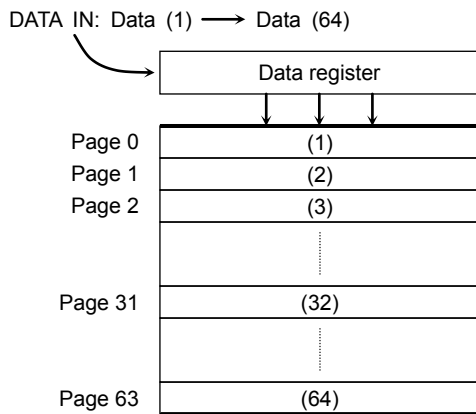 DATA IN: Data (1) Data (64)
Data register
Page 0 (1)
Page 1 (2)
Page 2 (3)
Page 31 (32)
Page 63 (64)